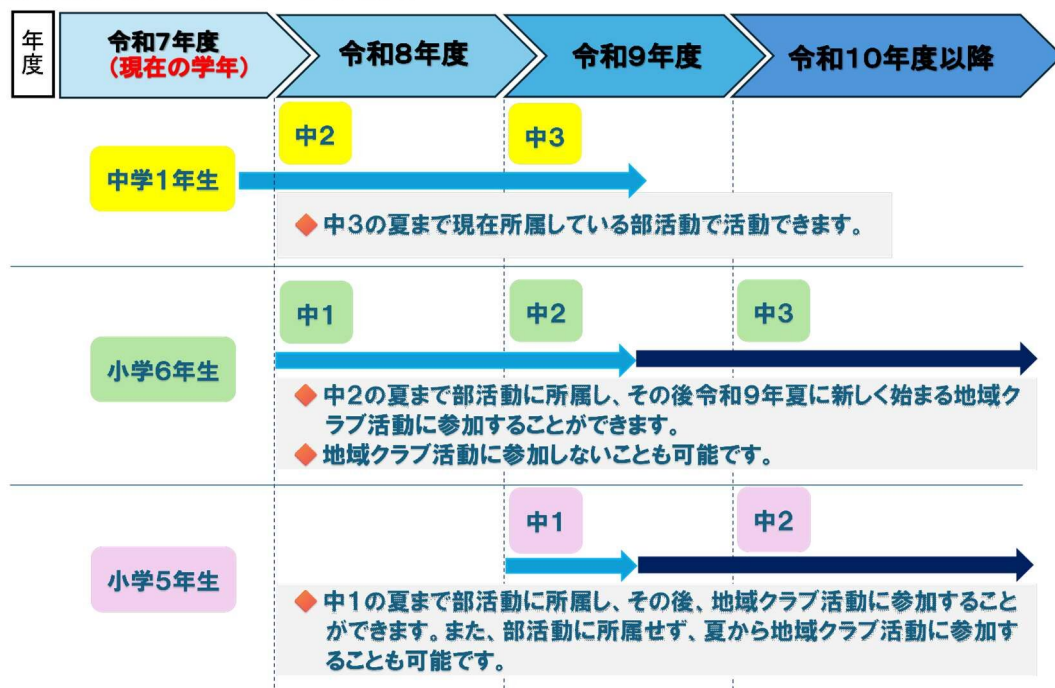 年度
令和7年度
(現在の学年)
令和8年度
令和9年度
令和10年度以降
中2
中3
中学1年生
◆中3の夏まで現在所属している部活動で活動できます。
中1
中2
中3
小学6年生
◆中2の夏まで部活動に所属し、その後令和9年夏に新しく始まる地域ク
ラブ活動に参加することができます。
◆地域クラブ活動に参加しないことも可能です。
中1
中2
小学5年生
◆中1の夏まで部活動に所属し、その後、地域クラブ活動に参加すること
ができます。また、部活動に所属せず、夏から地域クラブ活動に参加す
ることも可能です。